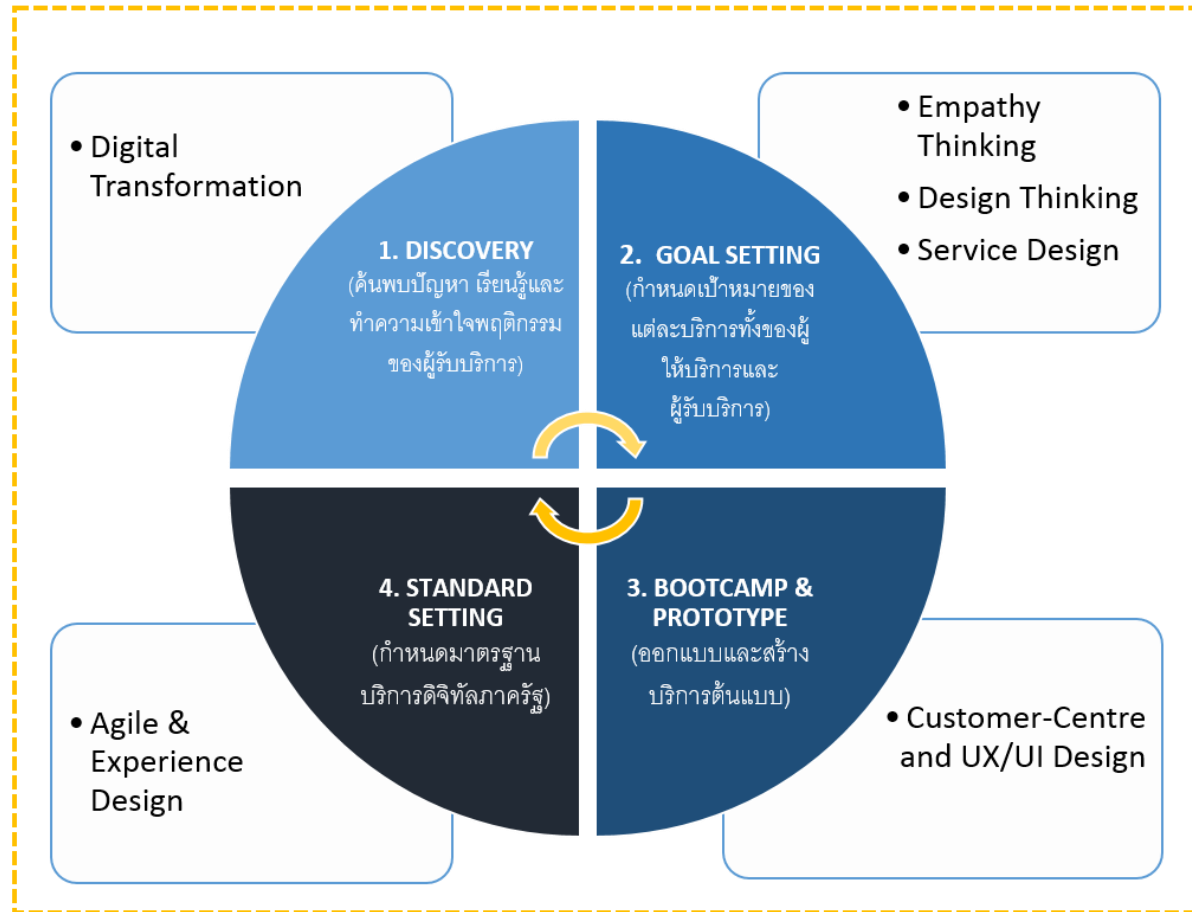 • Digital
Transformation
1. DISCOVERY
(ค้นพบปัญหา เรียนรู้และ
ทำความเข้าใจพฤติกรรม
ของผู้รับบริการ)
2. GOAL SETTING
(กำหนดเป้าหมายของ
แต่ละบริการทั้งของผู้
ให้บริการและ
ผู้รับบริการ)
• Empathy
Thinking
• Design Thinking
• Service Design
4. STANDARD
SETTING
(กำหนดมาตรฐาน
บริการดิจิทัลภาครัฐ)
• Agile &
Experience
Design
3. BOOTCAMP &
PROTOTYPE
(ออกแบบและสร้าง
บริการต้นแบบ)
• Customer-Centre
and UX/UI Design